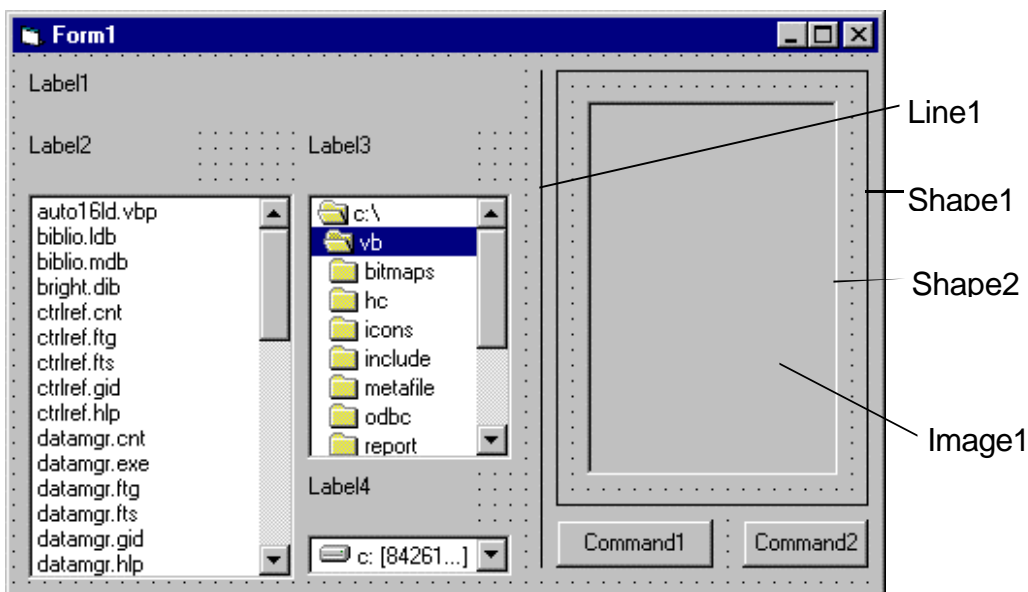 Form1
Label1
Label2
Label3
auto16ld.vbp
biblio.ldb
biblio.mdb
bright.dib
ctrlref.cnt
ctrlref.ftg
ctrlref.fts
ctrlref.gid
ctrlref.hlp
datamgr.cnt
datamgr.exe
datamgr.ftg
datamgr.fts
datamgr.gid
datamgr.hlp
c:\
vb
bitmaps
hc
icons
include
metafile
odbc
report
Label4
c: [84261...]
Command1
Command2
Line1
Shape1
Shape2
Image1